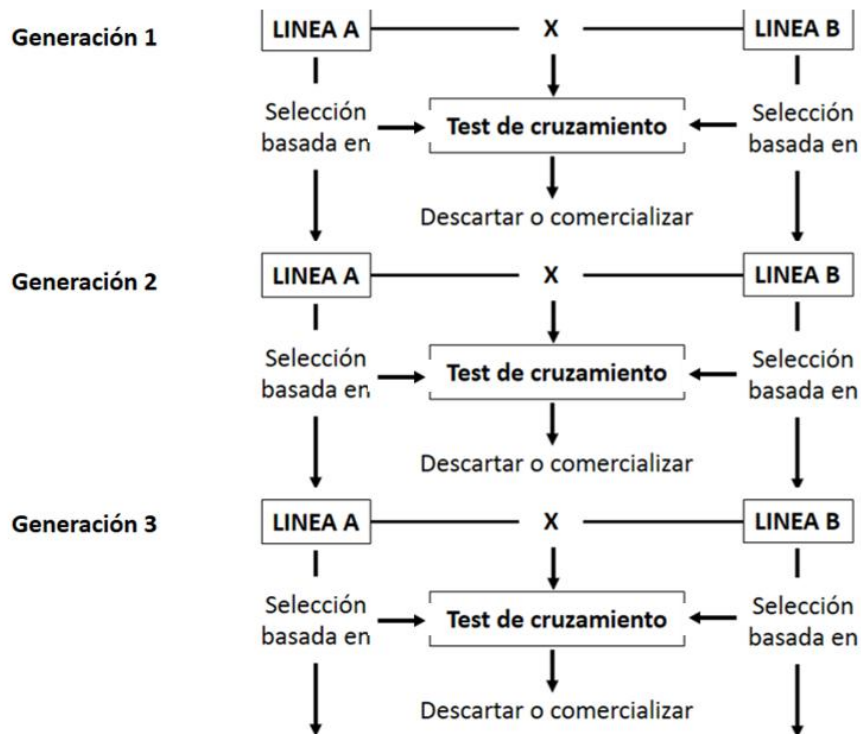 Generación 1
LINEA A X LINEA B
Selección basada en
Test de cruzamiento
Selección basada en
Descartar o comercializar
Generación 2
LINEA A X LINEA B
Selección basada en
Test de cruzamiento
Selección basada en
Descartar o comercializar
Generación 3
LINEA A X LINEA B
Selección basada en
Test de cruzamiento
Selección basada en
Descartar o comercializar